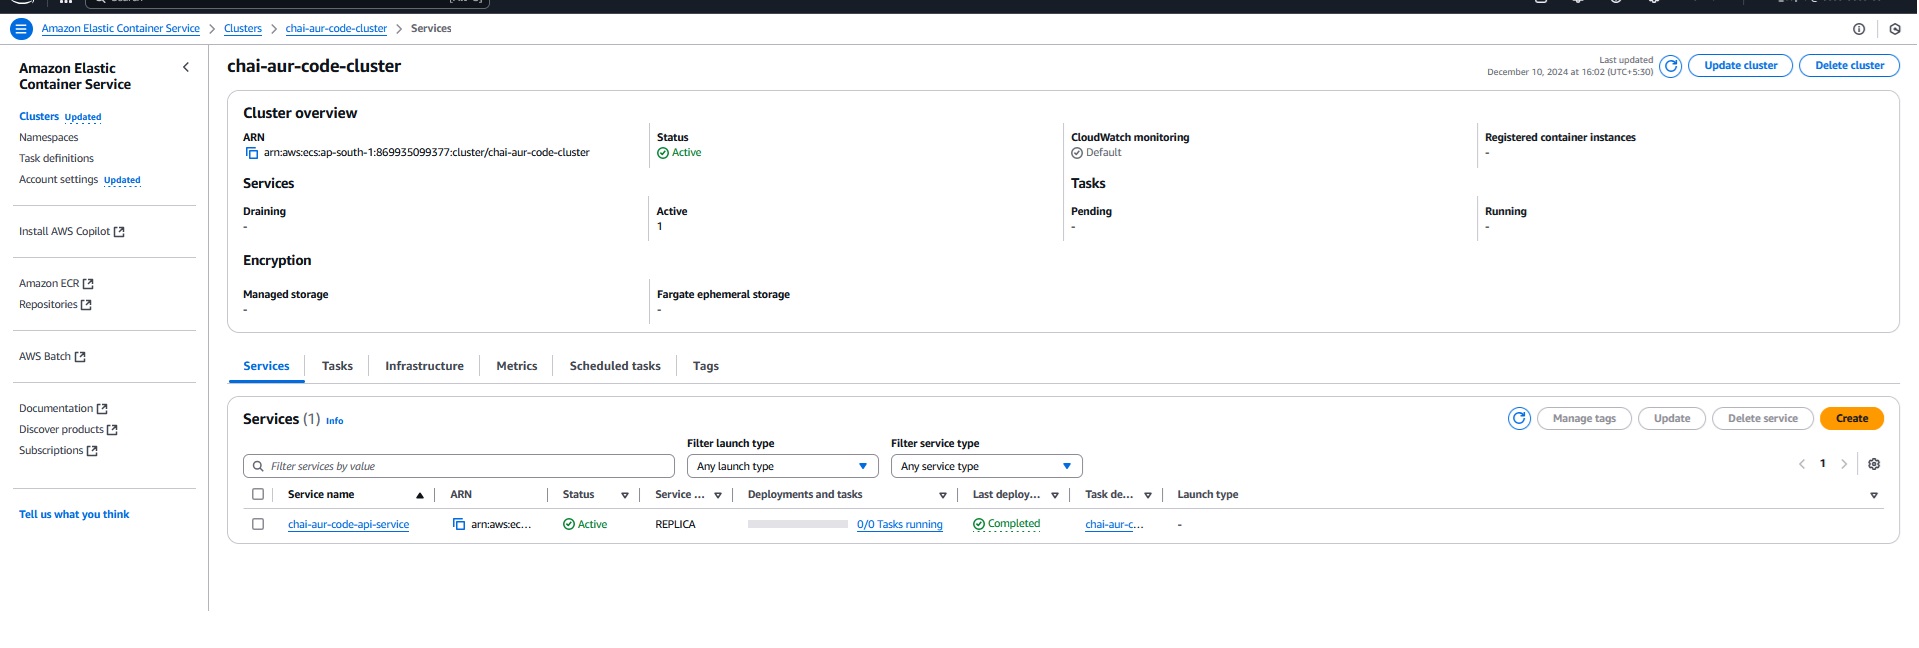 Amazon Elastic Container Service > Clusters > chai-aur-code-cluster > Services
Amazon Elastic
Container Service
Clusters Updated
Namespaces
Task definitions
Account settings Updated
Install AWS Copilot
Amazon ECR
Repositories
AWS Batch
Documentation
Discover products
Subscriptions
Tell us what you think
chai-aur-code-cluster
Last updated
December 10, 2024 at 16:02 (UTC+5:30)
Update cluster
Delete cluster
Cluster overview
ARN
arn:aws:ecs:ap-south-1:869935099377:cluster/chai-aur-code-cluster
Status
Active
CloudWatch monitoring
Default
Registered container instances
-
Services
Draining
-
Active
1
Tasks
Pending
-
Running
-
Encryption
Managed storage
-
Fargate ephemeral storage
-
Services Tasks Infrastructure Metrics Scheduled tasks Tags
Services (1) Info
Manage tags Update Delete service Create
Filter services by value
Filter launch type
Any launch type
Filter service type
Any service type
1
Service name ARN Status Service ... Deployments and tasks Last deploy... Task de... Launch type
chai-aur-code-api-service arn:aws:ec... Active REPLICA 0/0 Tasks running Completed chai-aur-c... -